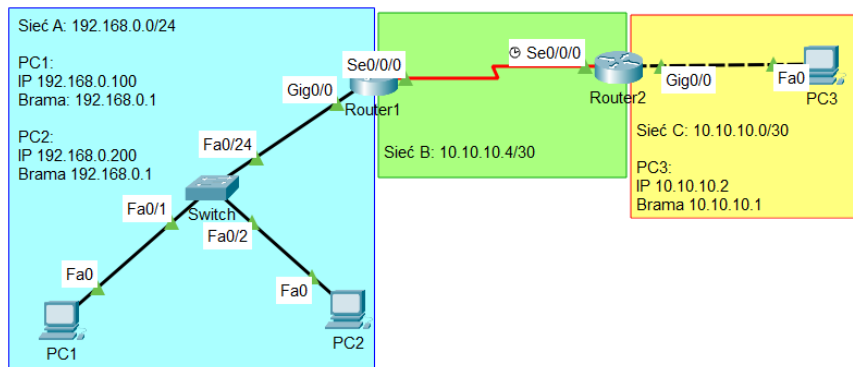 Sieć A: 192.168.0.0/24
PC1:
IP 192.168.0.100
Brama: 192.168.0.1
PC2:
IP 192.168.0.200
Brama 192.168.0.1
Se0/0/0
Gig0/0
Router1
Fa0/24
Switch
Fa0/1
Fa0/2
Fa0
Fa0
PC1
PC2
Se0/0/0
Sieć B: 10.10.10.4/30
Router2
Gig0/0
Fa0
PC3
Sieć C: 10.10.10.0/30
PC3:
IP 10.10.10.2
Brama 10.10.10.1